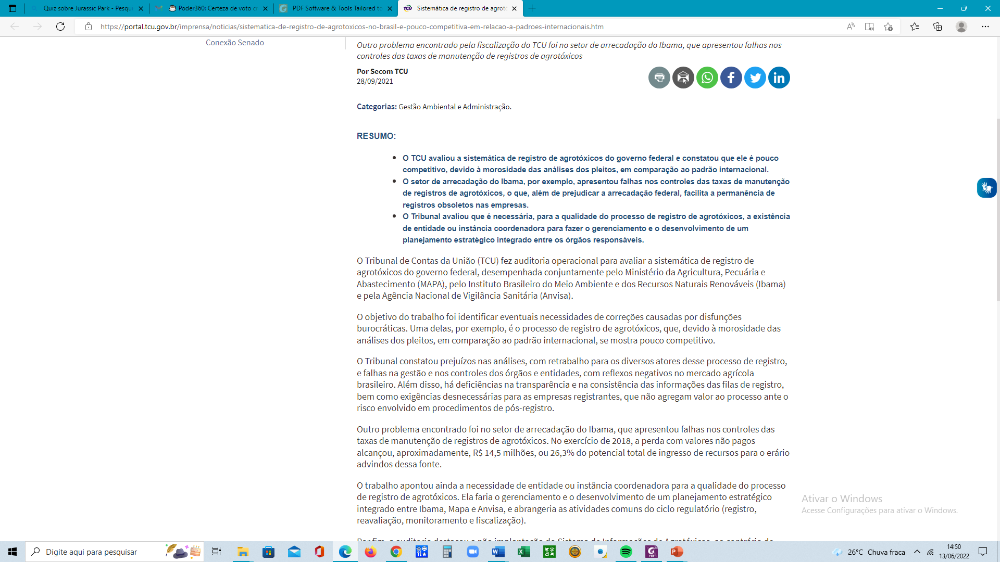 Quiz sobre Jurassic Park - Pesqui
Poder360: Certeza de voto cr
PDF Software & Tools Tailored to
Sistemática de registro de agroto
https://portal.tcu.gov.br/imprensa/noticias/sistematica-de-registro-de-agrotoxicos-no-brasil-e-pouco-competitiva-em-relacao-a-padroes-internacionais.htm
Conexão Senado
Outro problema encontrado pela fiscalização do TCU foi no setor de arrecadação do Ibama, que apresentou falhas nos
controles das taxas de manutenção de registros de agrotóxicos
Por Secom TCU
28/09/2021
Categorias: Gestão Ambiental e Administração.
RESUMO:
O TCU avaliou a sistemática de registro de agrotóxicos do governo federal e constatou que ele é pouco
competitivo, devido à morosidade das análises dos pleitos, em comparação ao padrão internacional.
O setor de arrecadação do Ibama, por exemplo, apresentou falhas nos controles das taxas de manutenção
de registros de agrotóxicos, o que, além de prejudicar a arrecadação federal, facilita a permanência de
registros obsoletos nas empresas.
O Tribunal avaliou que é necessária, para a qualidade do processo de registro de agrotóxicos, a existência
de entidade ou instância coordenadora para fazer o gerenciamento e o desenvolvimento de um
planejamento estratégico integrado entre os órgãos responsáveis.
O Tribunal de Contas da União (TCU) fez auditoria operacional para avaliar a sistemática de registro de
agrotóxicos do governo federal, desempenhada conjuntamente pelo Ministério da Agricultura, Pecuária e
Abastecimento (MAPA), pelo Instituto Brasileiro do Meio Ambiente e dos Recursos Naturais Renováveis (Ibama)
e pela Agência Nacional de Vigilância Sanitária (Anvisa).
O objetivo do trabalho foi identificar eventuais necessidades de correções causadas por disfunções
burocráticas. Uma delas, por exemplo, é o processo de registro de agrotóxicos, que, devido à morosidade das
análises dos pleitos, em comparação ao padrão internacional, se mostra pouco competitivo.
O Tribunal constatou prejuízos nas análises, com retrabalho para os diversos atores desse processo de registro,
e falhas na gestão e nos controles dos órgãos e entidades, com reflexos negativos no mercado agrícola
brasileiro. Além disso, há deficiências na transparência e na consistência das informações das filas de registro,
bem como exigências desnecessárias para as empresas registrantes, que não agregam valor ao processo ante o
risco envolvido em procedimentos de pós-registro.
Outro problema encontrado foi no setor de arrecadação do Ibama, que apresentou falhas nos controles das
taxas de manutenção de registros de agrotóxicos. No exercício de 2018, a perda com valores não pagos
alcançou, aproximadamente, R$ 14,5 milhões, ou 26,3% do potencial total de ingresso de recursos para o erário
advindos dessa fonte.
O trabalho apontou ainda a necessidade de entidade ou instância coordenadora para a qualidade do processo
de registro de agrotóxicos. Ela faria o gerenciamento e o desenvolvimento de um planejamento estratégico
integrado entre Ibama, Mapa e Anvisa, e abrangeria as atividades comuns do ciclo regulatório (registro,
reavaliação, monitoramento e fiscalização).
Por fim, a auditoria destacou a não implantação do Sistema de Informações de Agrotóxicos, ao contrário do
Ativar o Windows
Acesse Configurações para ativar o Windows.
Digite aqui para pesquisar
26°C Chuva fraca
14:50
13/06/2022